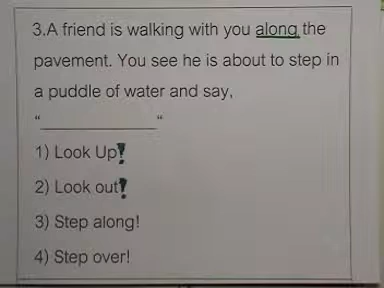 3.A friend is walking with you along the
pavement. You see he is about to step in
a puddle of water and say,
“____________“
1) Look Up!
2) Look out!
3) Step along!
4) Step over!